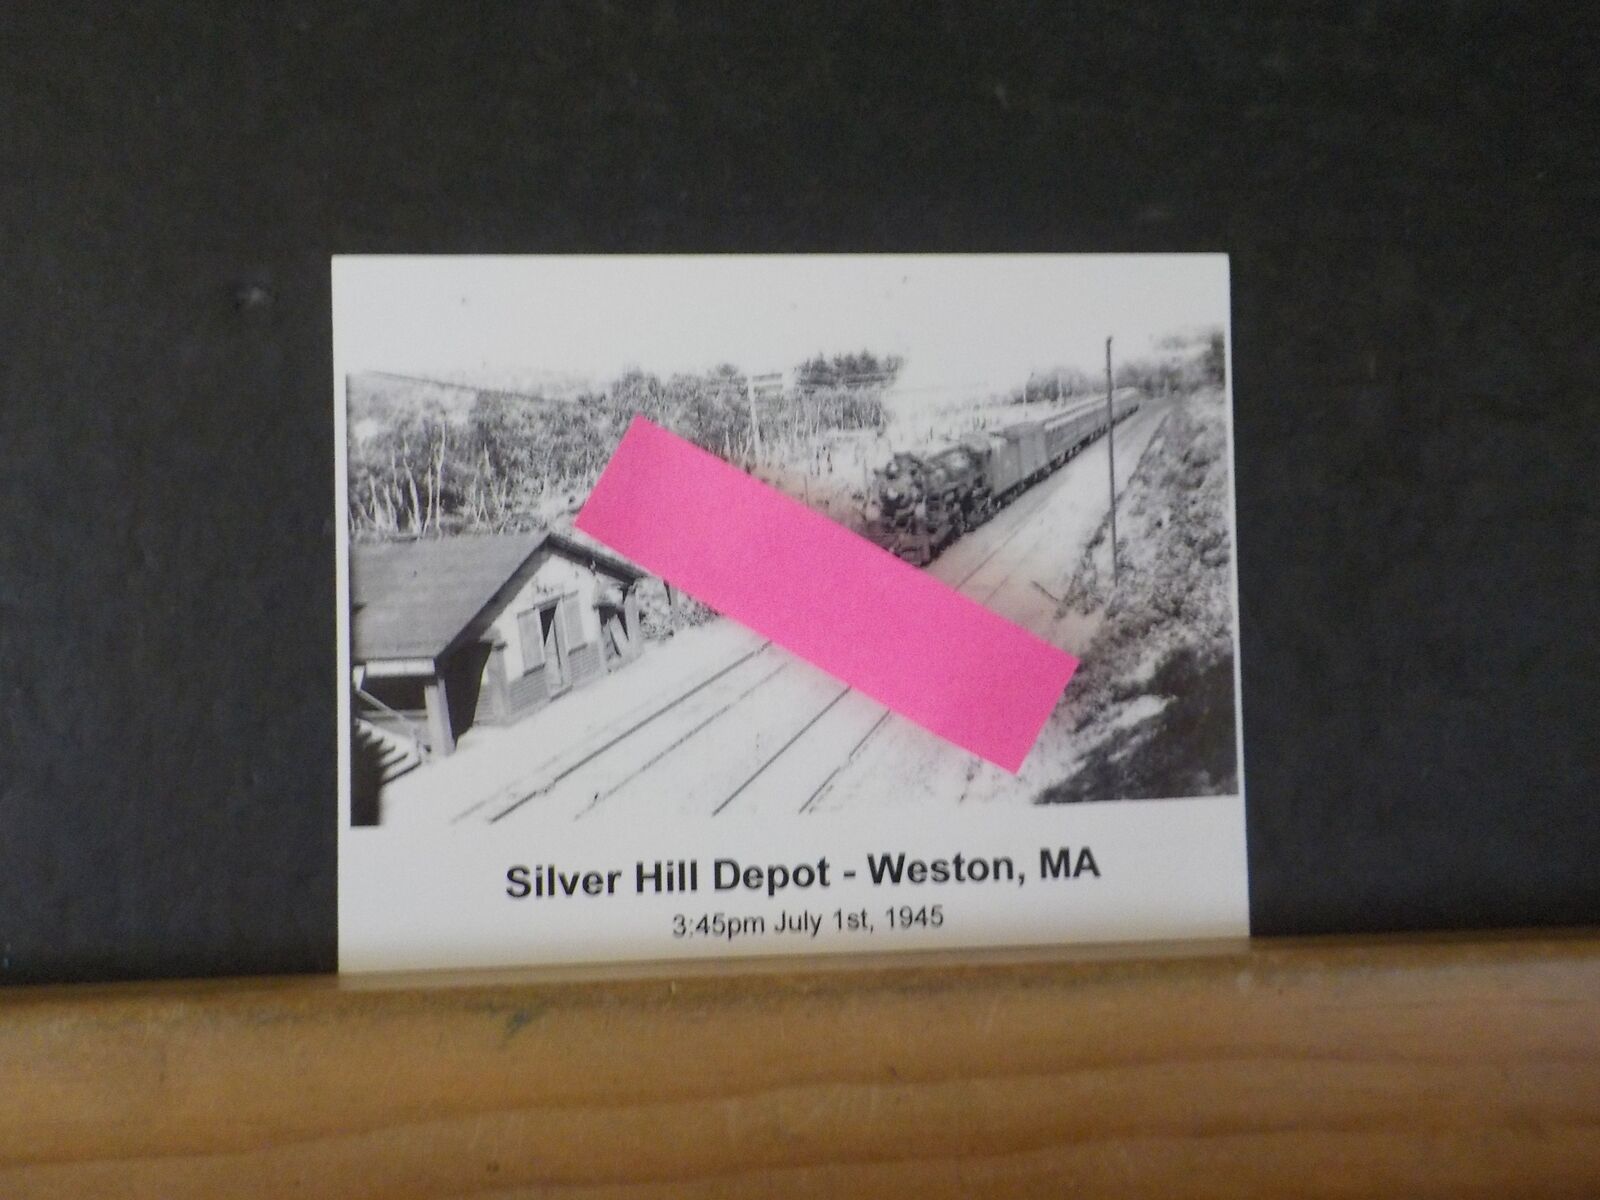 Silver Hill Depot - Weston, MA
3:45pm July 1st, 1945